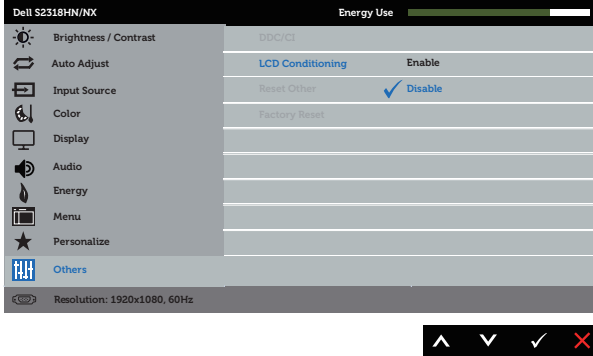 Dell S2318HN/NX Energy Use
Brightness / Contrast DDC/CI
Auto Adjust LCD Conditioning Enable
Input Source Reset Other Disable
Color Factory Reset
Display
Audio
Energy
Menu
Personalize
Others
Resolution: 1920x1080, 60Hz